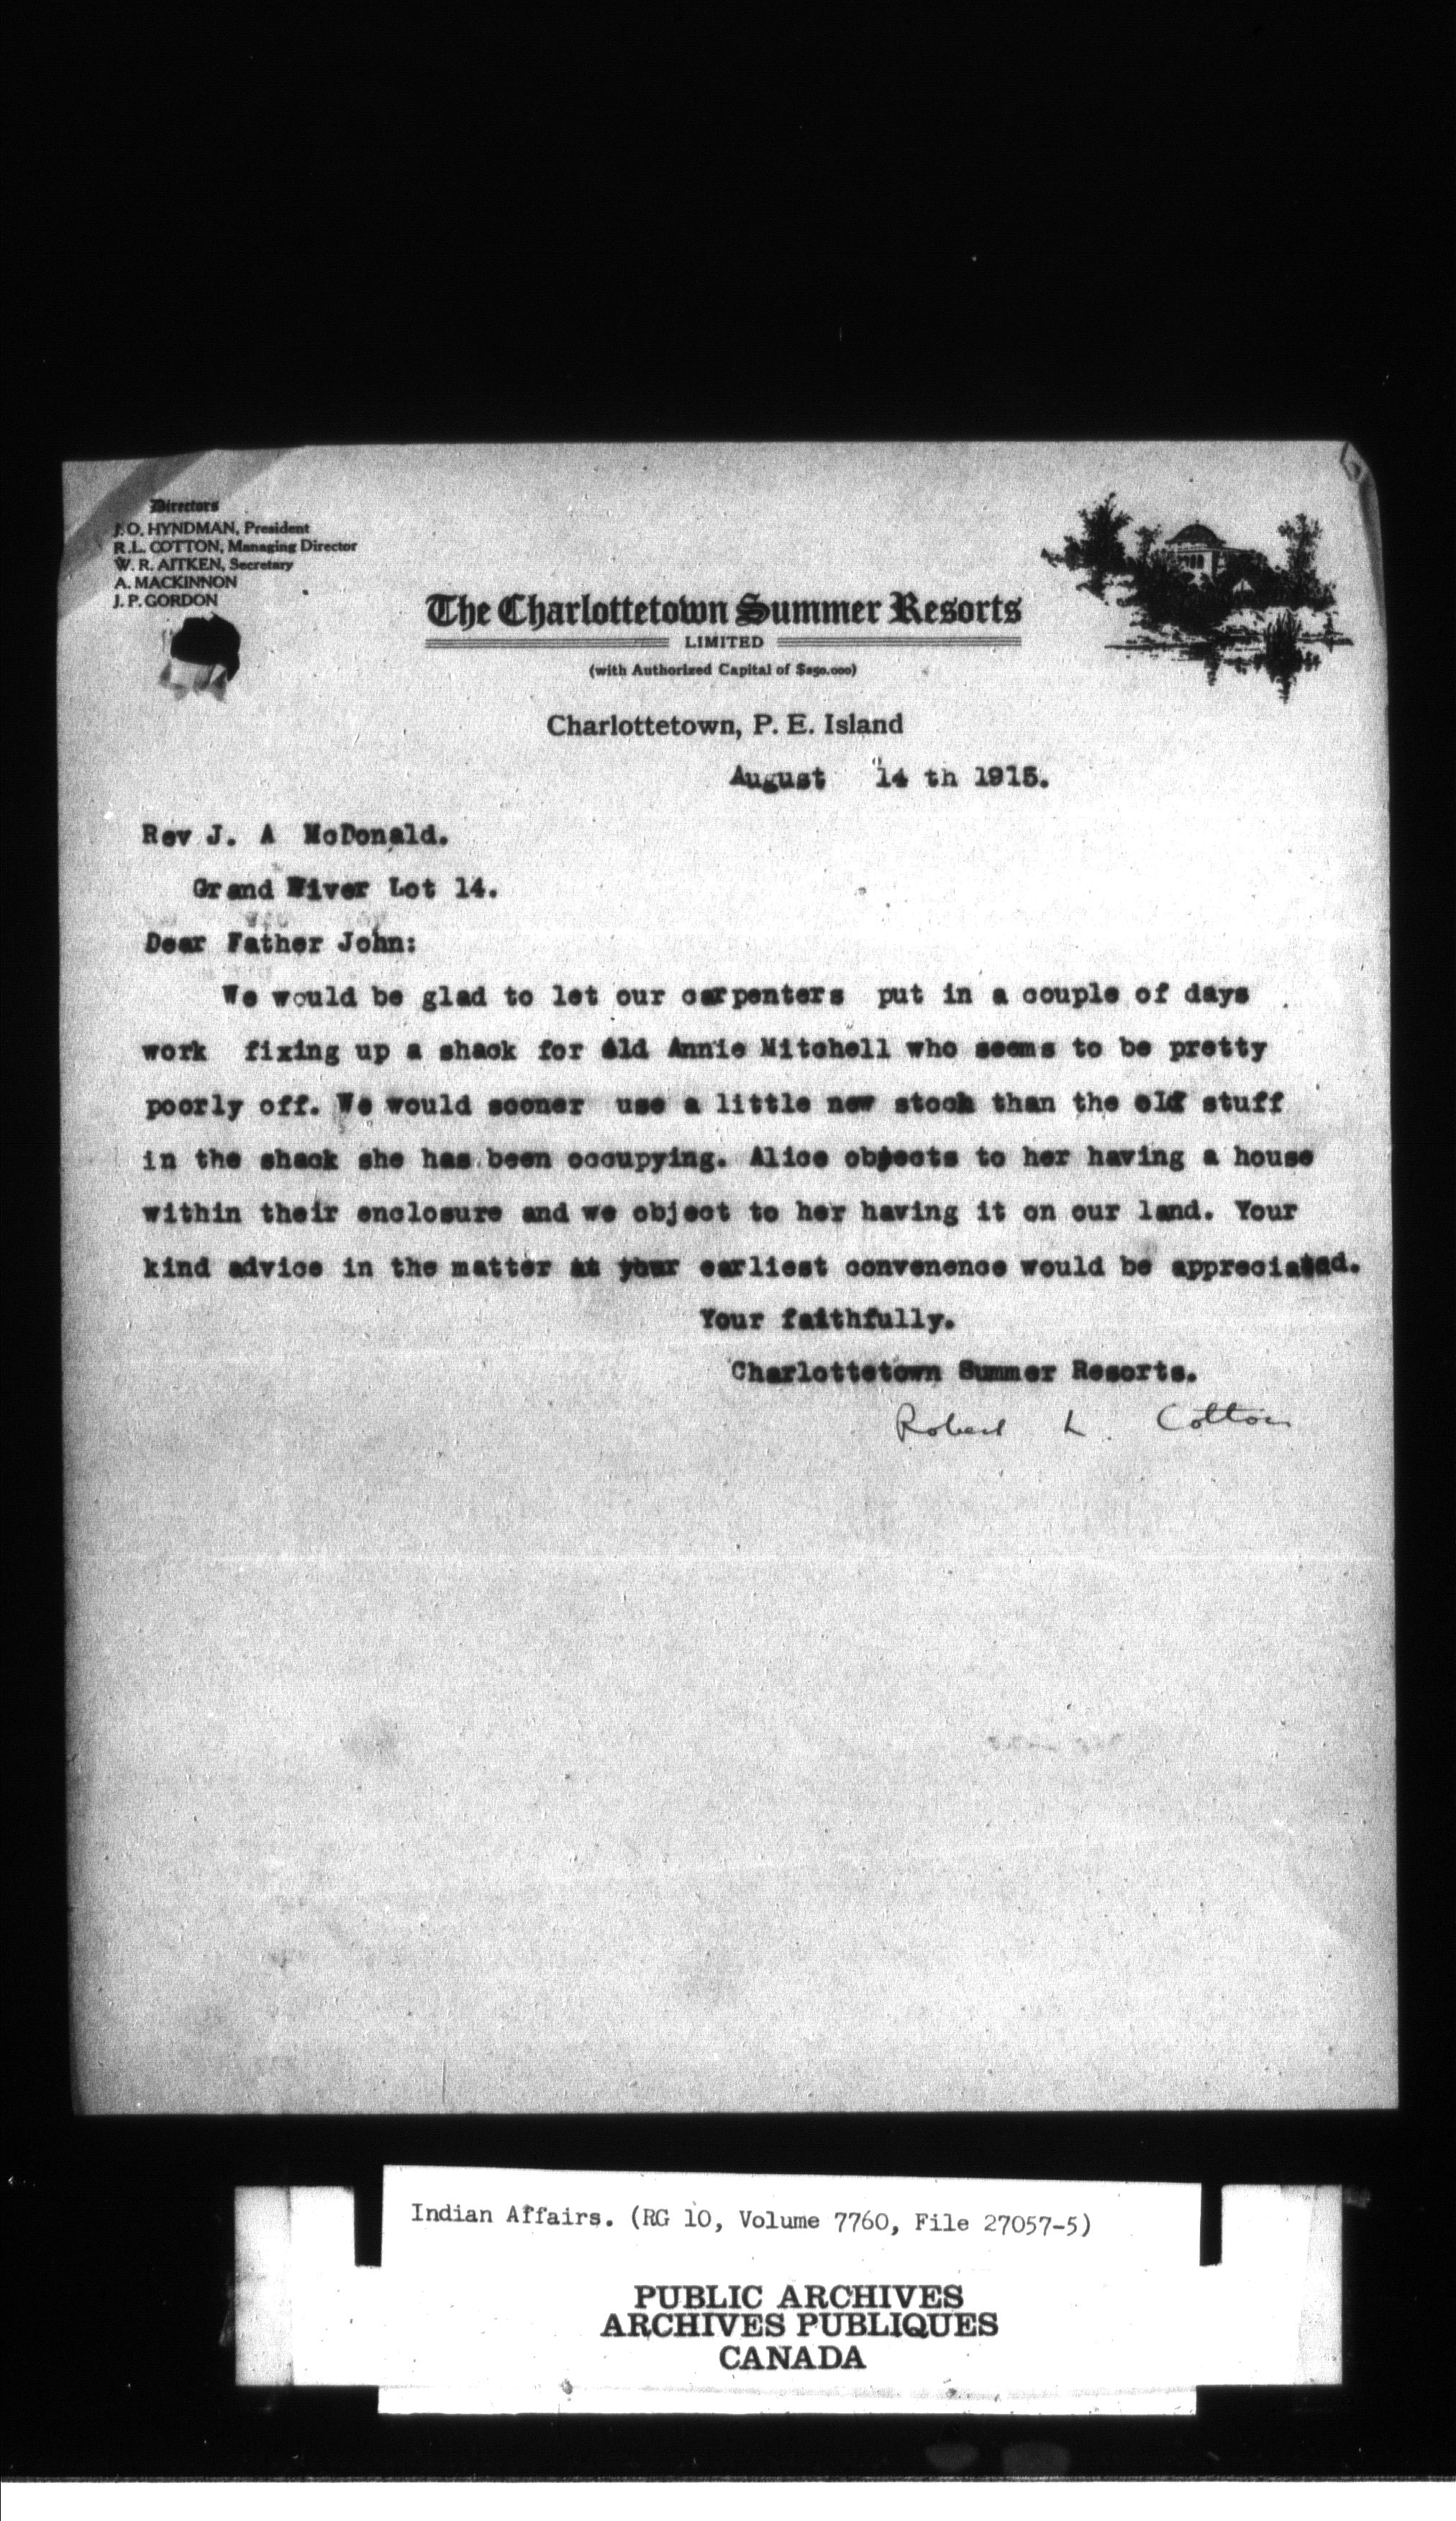 Directors
J. O. HYNDMAN, President
R. L. COTTON, Managing Director
W. R. AITKEN, Secretary
A. MACKINNON
J. P. GORDON
The Charlottetown Summer Resorts
LIMITED
(with Authorized Capital of $250.000)
Charlottetown, P. E. Island
August 14 th 1915.
Rev J. A McDonald.
Grand River Lot 14.
Dear Father John:
We would be glad to let our carpenters put in a couple of days
work fixing up a shack for old Annie Mitchell who seems to be pretty
poorly off. We would sooner use a little new stock than the old stuff
in the shack she has been occupying. Alice objects to her having a house
within their enclosure and we object to her having it on our land. Your
kind advice in the matter at your earliest convenence would be appreciated.
Your faithfully.
Charlottetown Summer Resorts.
Robert L. Cotton
Indian Affairs. (RG 10, Volume 7760, File 27057-5)
PUBLIC ARCHIVES
ARCHIVES PUBLIQUES
CANADA